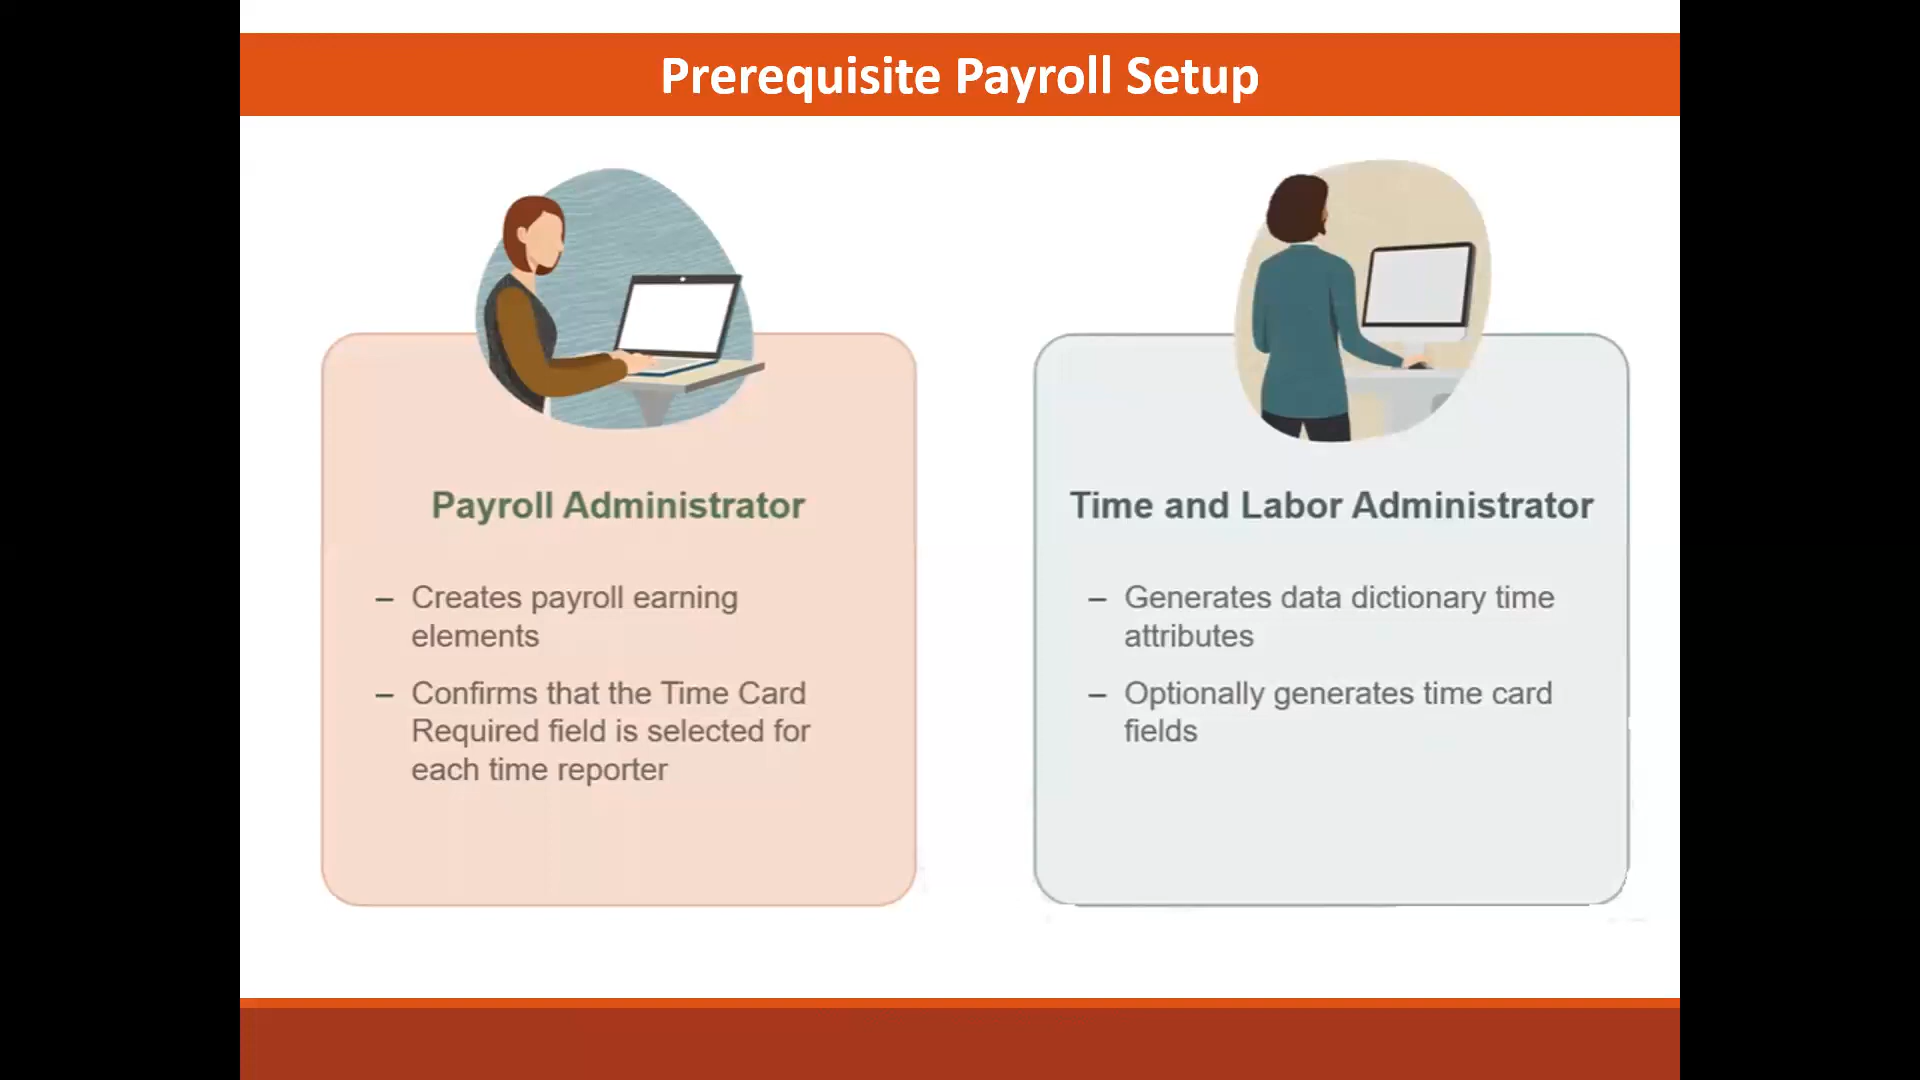 Prerequisite Payroll Setup
Payroll Administrator
– Creates payroll earning
elements
– Confirms that the Time Card
Required field is selected for
each time reporter
Time and Labor Administrator
– Generates data dictionary time
attributes
– Optionally generates time card
fields